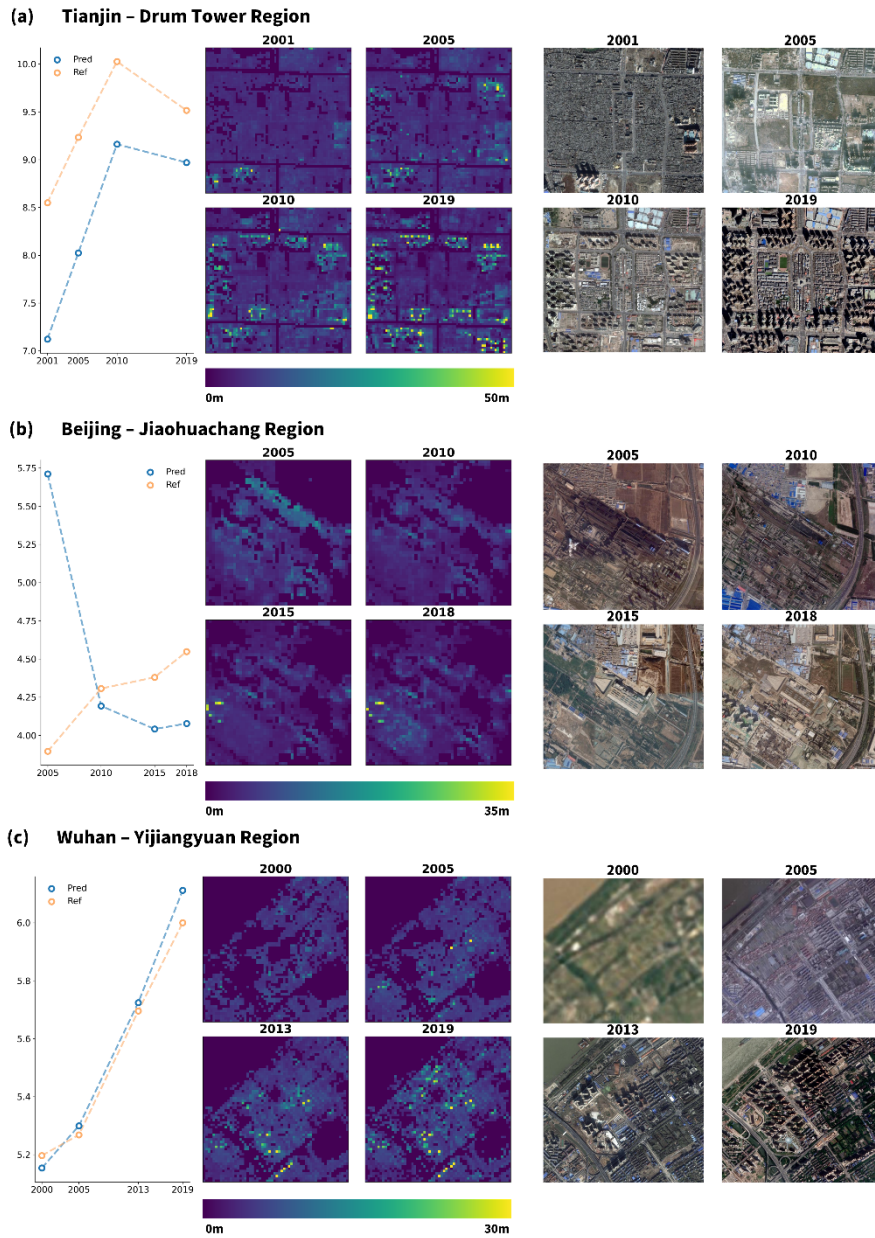 (a) Tianjin – Drum Tower Region
2001 2005 2001 2005
10.0
Pred
Ref
9.5
9.0
8.5
2010 2019 2010 2019
8.0
7.5
7.0
2001 2005 2010 2019
0m 50m
(b) Beijing – Jiaohuachang Region
2005 2010 2005 2010
5.75
Pred
Ref
5.50
5.25
5.00
2015 2018 2015 2018
4.75
4.50
4.25
4.00
2005 2010 2015 2018
0m 35m
(c) Wuhan – Yijiangyuan Region
2000 2005 2000 2005
Pred
Ref
6.0
5.8
2013 2019 2013 2019
5.6
5.4
5.2
2000 2005 2013 2019
0m 30m